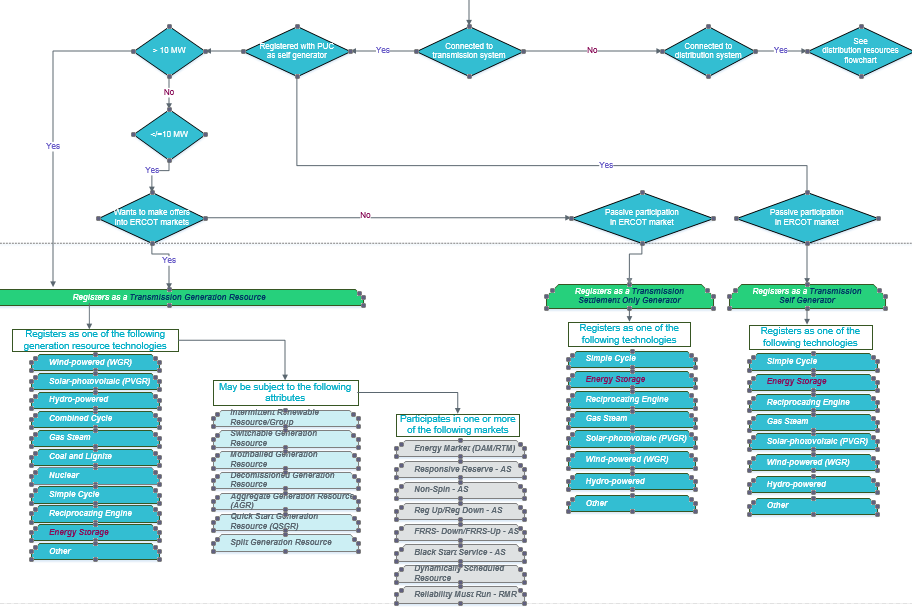 > 10 MW
Registered with PUC
as self generator
Yes
Connected to
transmission system
No
Connected to
distribution system
Yes
See
distribution resources
flowchart
No
</=10 MW
Yes
Yes
Yes
Wants to make offers
into ERCOT markets
No
Passive participation
in ERCOT market
Passive participation
in ERCOT market
Yes
Registers as a Transmission Generation Resource
Registers as a Transmission
Settlement Only Generator
Registers as a Transmission
Self Generator
Registers as one of the following
generation resource technologies
Wind-powered (WGR)
Solar-photovoltaic (PVGR)
Hydro-powered
Combined Cycle
Gas Steam
Coal and Lignite
Nuclear
Simple Cycle
Reciprocating Engine
Energy Storage
Other
May be subject to the following
attributes
Intermittent Renewable
Resource/Group
Switchable Generation
Resource
Mothballed Generation
Resource
Decomissioned Generation
Resource
Aggregate Generation Resource
(AGR)
Quick Start Generation
Resource (QSGR)
Split Generation Resource
Participates in one or more
of the following markets
Energy Market (DAM/RTM)
Responsive Reserve - AS
Non-Spin - AS
Reg Up/Reg Down - AS
FRRS- Down/FRRS-Up - AS
Black Start Service - AS
Dynamically Scheduled
Resource
Reliability Must Run - RMR
Registers as one of the
following technologies
Simple Cycle
Energy Storage
Reciprocating Engine
Gas Steam
Solar-photovoltaic (PVGR)
Wind-powered (WGR)
Hydro-powered
Other
Registers as one of the
following technologies
Simple Cycle
Energy Storage
Reciprocating Engine
Gas Steam
Solar-photovoltaic (PVGR)
Wind-powered (WGR)
Hydro-powered
Other